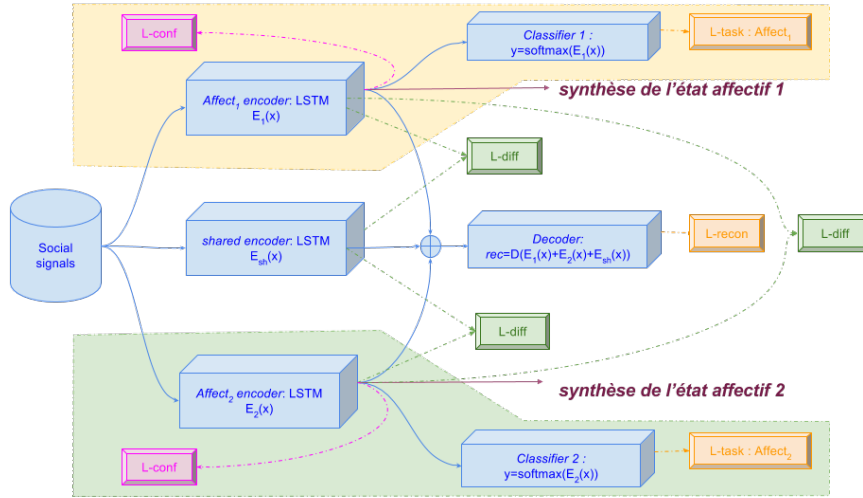 L-conf
Classifier 1 :
y=softmax(E₁(x))
L-task : Affect₁
Affect₁ encoder: LSTM
E₁(x)
synthèse de l'état affectif 1
L-diff
Social
signals
shared encoder: LSTM
Eₛₕ(x)
Decoder:
rec=D(E₁(x)+E₂(x)+Eₛₕ(x))
L-recon
L-diff
L-diff
Affect₂ encoder: LSTM
E₂(x)
synthèse de l'état affectif 2
L-conf
Classifier 2 :
y=softmax(E₂(x))
L-task : Affect₂